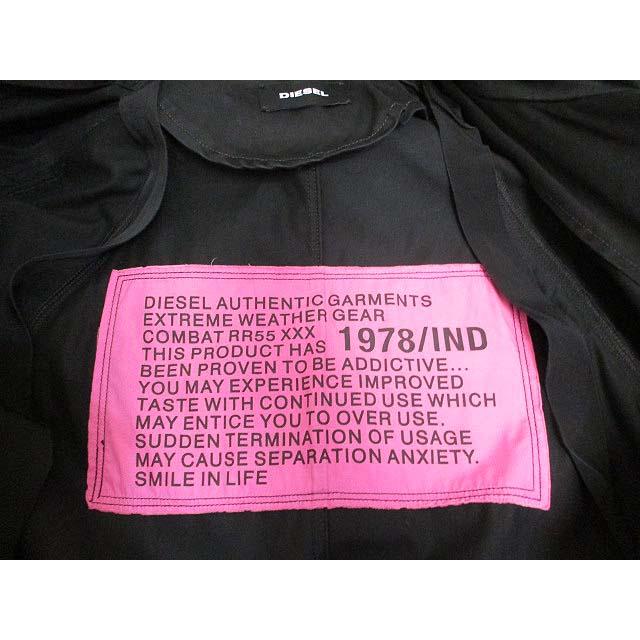 DIESEL
DIESEL AUTHENTIC GARMENTS
EXTREME WEATHER GEAR
COMBAT RR55 XXX
THIS PRODUCT HAS 1978/IND
BEEN PROVEN TO BE ADDICTIVE...
YOU MAY EXPERIENCE IMPROVED
TASTE WITH CONTINUED USE WHICH
MAY ENTICE YOU TO OVER USE.
SUDDEN TERMINATION OF USAGE
MAY CAUSE SEPARATION ANXIETY.
SMILE IN LIFE